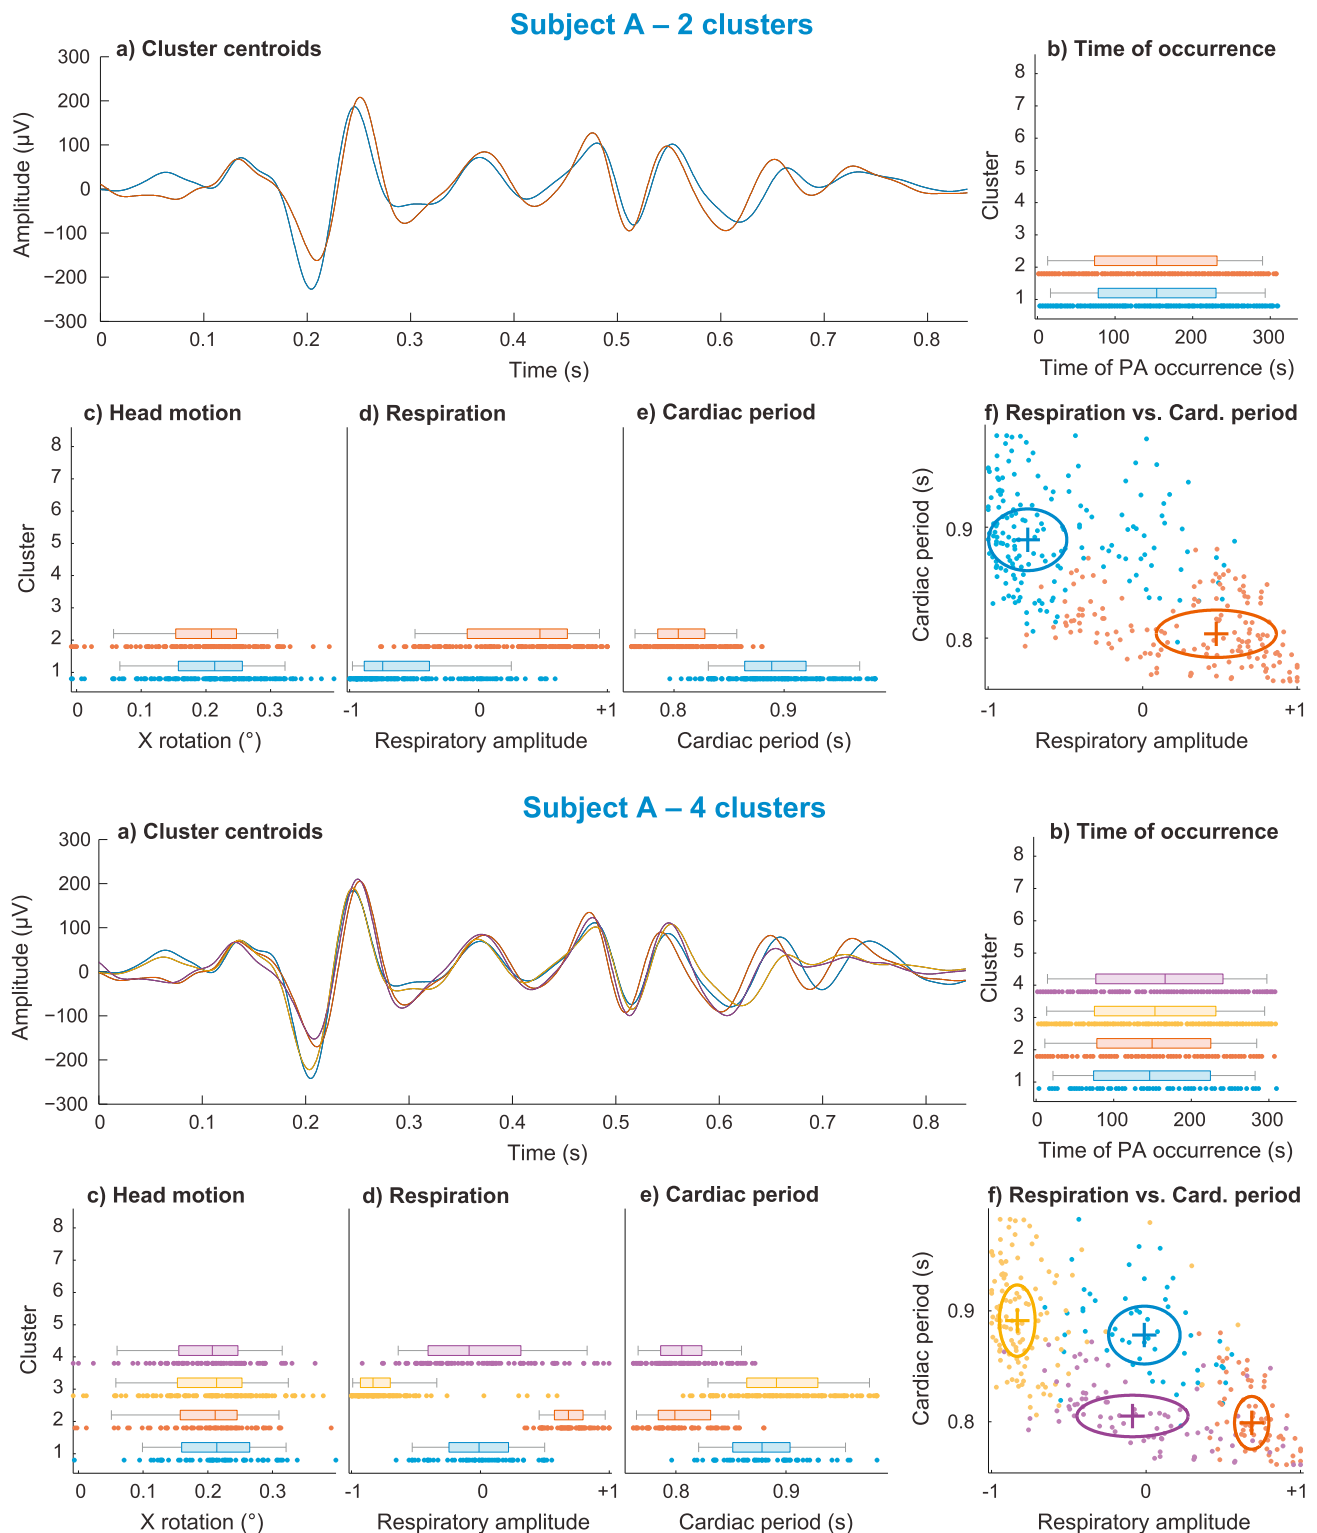 Subject A – 2 clusters
a) Cluster centroids
b) Time of occurrence
300
200
100
0
−100
−200
−300
Amplitude (µV)
0 0.1 0.2 0.3 0.4 0.5 0.6 0.7 0.8
Time (s)
8
7
6
5
4
3
2
1
Cluster
0 100 200 300
Time of PA occurrence (s)
c) Head motion
d) Respiration
e) Cardiac period
f) Respiration vs. Card. period
8
7
6
5
4
3
2
1
Cluster
0 0.1 0.2 0.3
X rotation (°)
-1 0 +1
Respiratory amplitude
0.8 0.9
Cardiac period (s)
0.9
0.8
Cardiac period (s)
-1 0 +1
Respiratory amplitude
Subject A – 4 clusters
a) Cluster centroids
b) Time of occurrence
300
200
100
0
−100
−200
−300
Amplitude (µV)
0 0.1 0.2 0.3 0.4 0.5 0.6 0.7 0.8
Time (s)
8
7
6
5
4
3
2
1
Cluster
0 100 200 300
Time of PA occurrence (s)
c) Head motion
d) Respiration
e) Cardiac period
f) Respiration vs. Card. period
8
7
6
5
4
3
2
1
Cluster
0 0.1 0.2 0.3
X rotation (°)
-1 0 +1
Respiratory amplitude
0.8 0.9
Cardiac period (s)
0.9
0.8
Cardiac period (s)
-1 0 +1
Respiratory amplitude